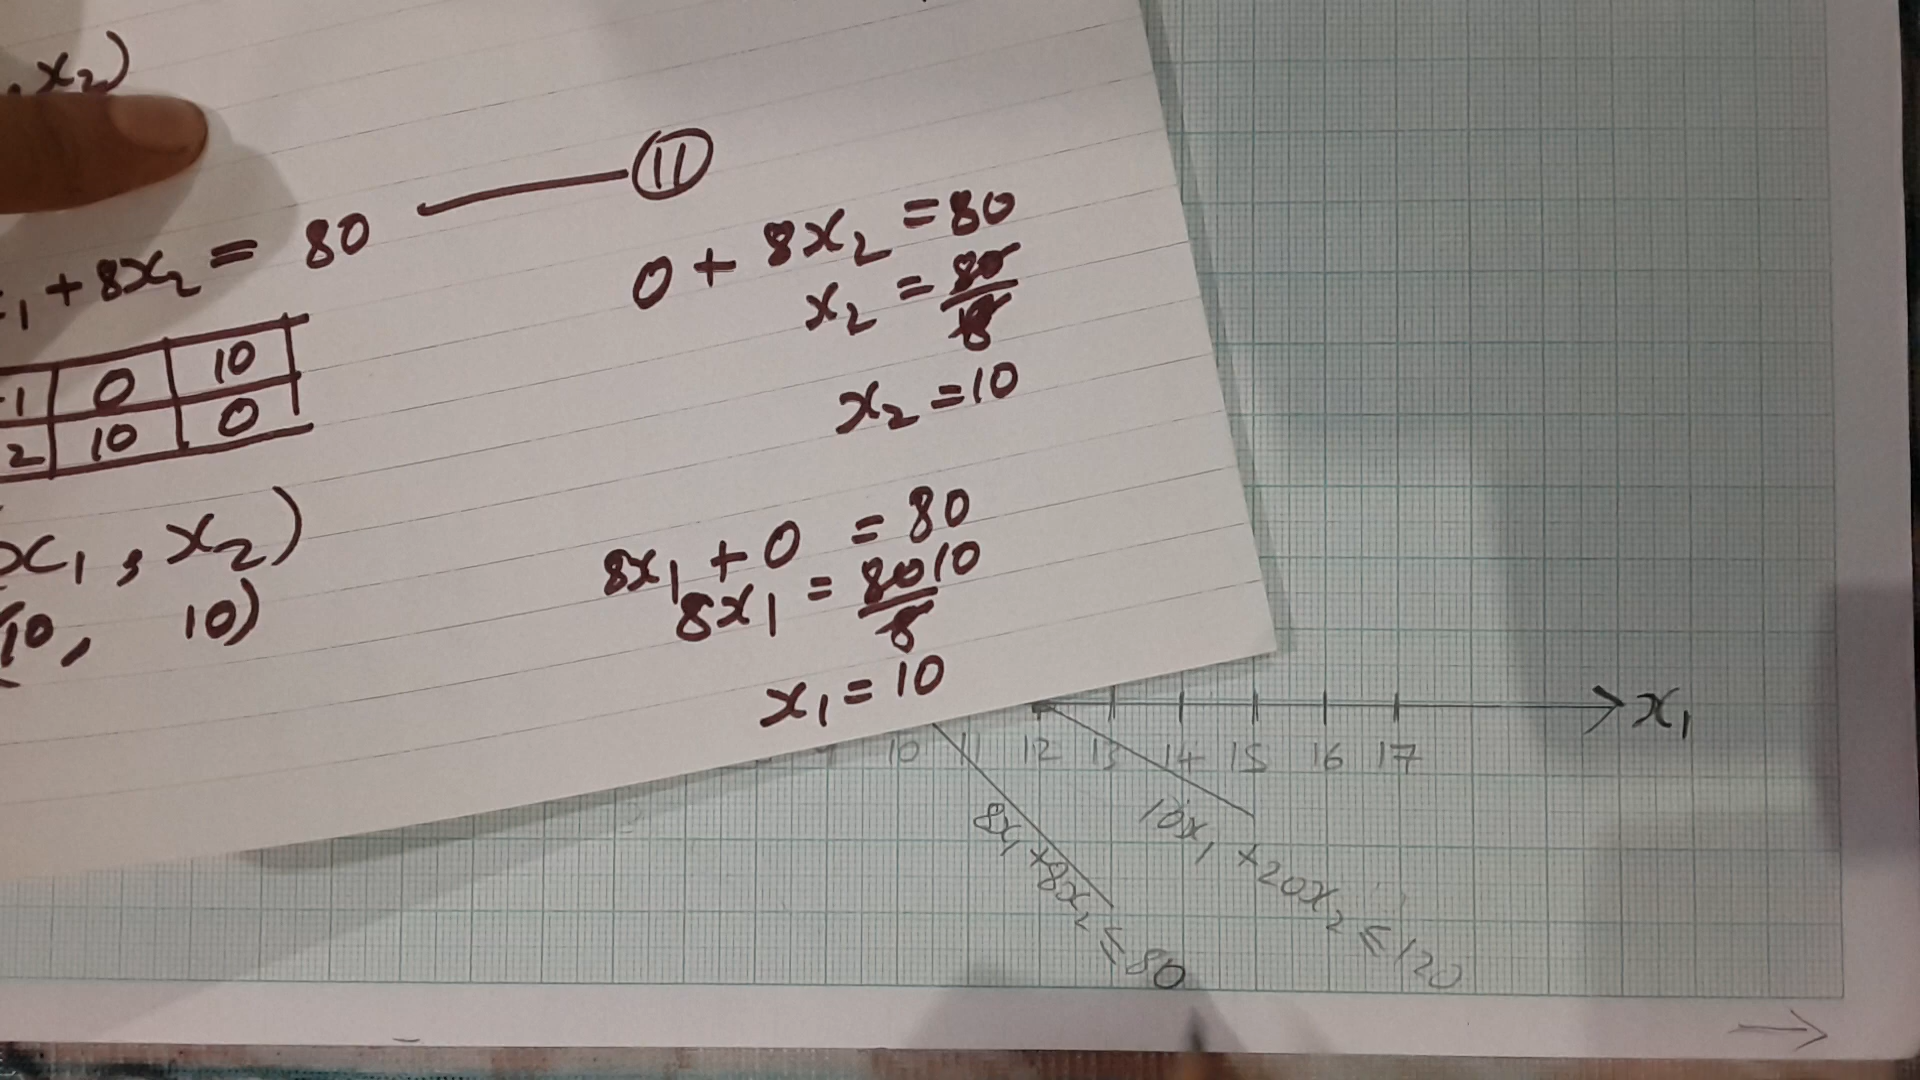 , x2)
11
x1 + 8x2 = 80
0 + 8x2 = 80
x2 = 80/8
1 0 10
2 10 0
x2 = 10
(x1, x2)
(10, 10)
8x1 + 0 = 80
8x1 = 80/8 10
x1 = 10
x1
10 11 12 13 14 15 16 17
8x1 + 8x2 ≤ 80
10x1 + 20x2 ≤ 120